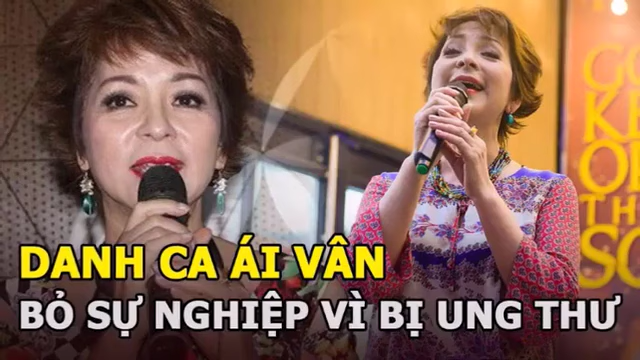 DANH CA ÁI VÂN
BỎ SỰ NGHIỆP VÌ BỊ UNG THƯ